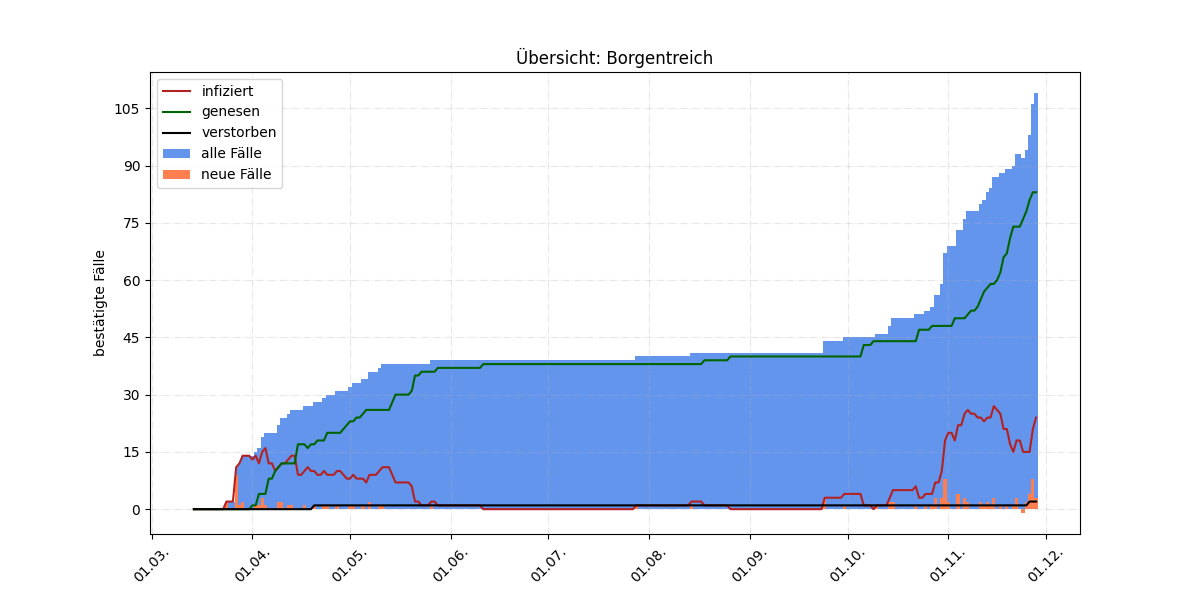 Übersicht: Borgentreich
infiziert
genesen
verstorben
alle Fälle
neue Fälle
bestätigte Fälle
105
90
75
60
45
30
15
0
01.03.
01.04.
01.05.
01.06.
01.07.
01.08.
01.09.
01.10.
01.11.
01.12.